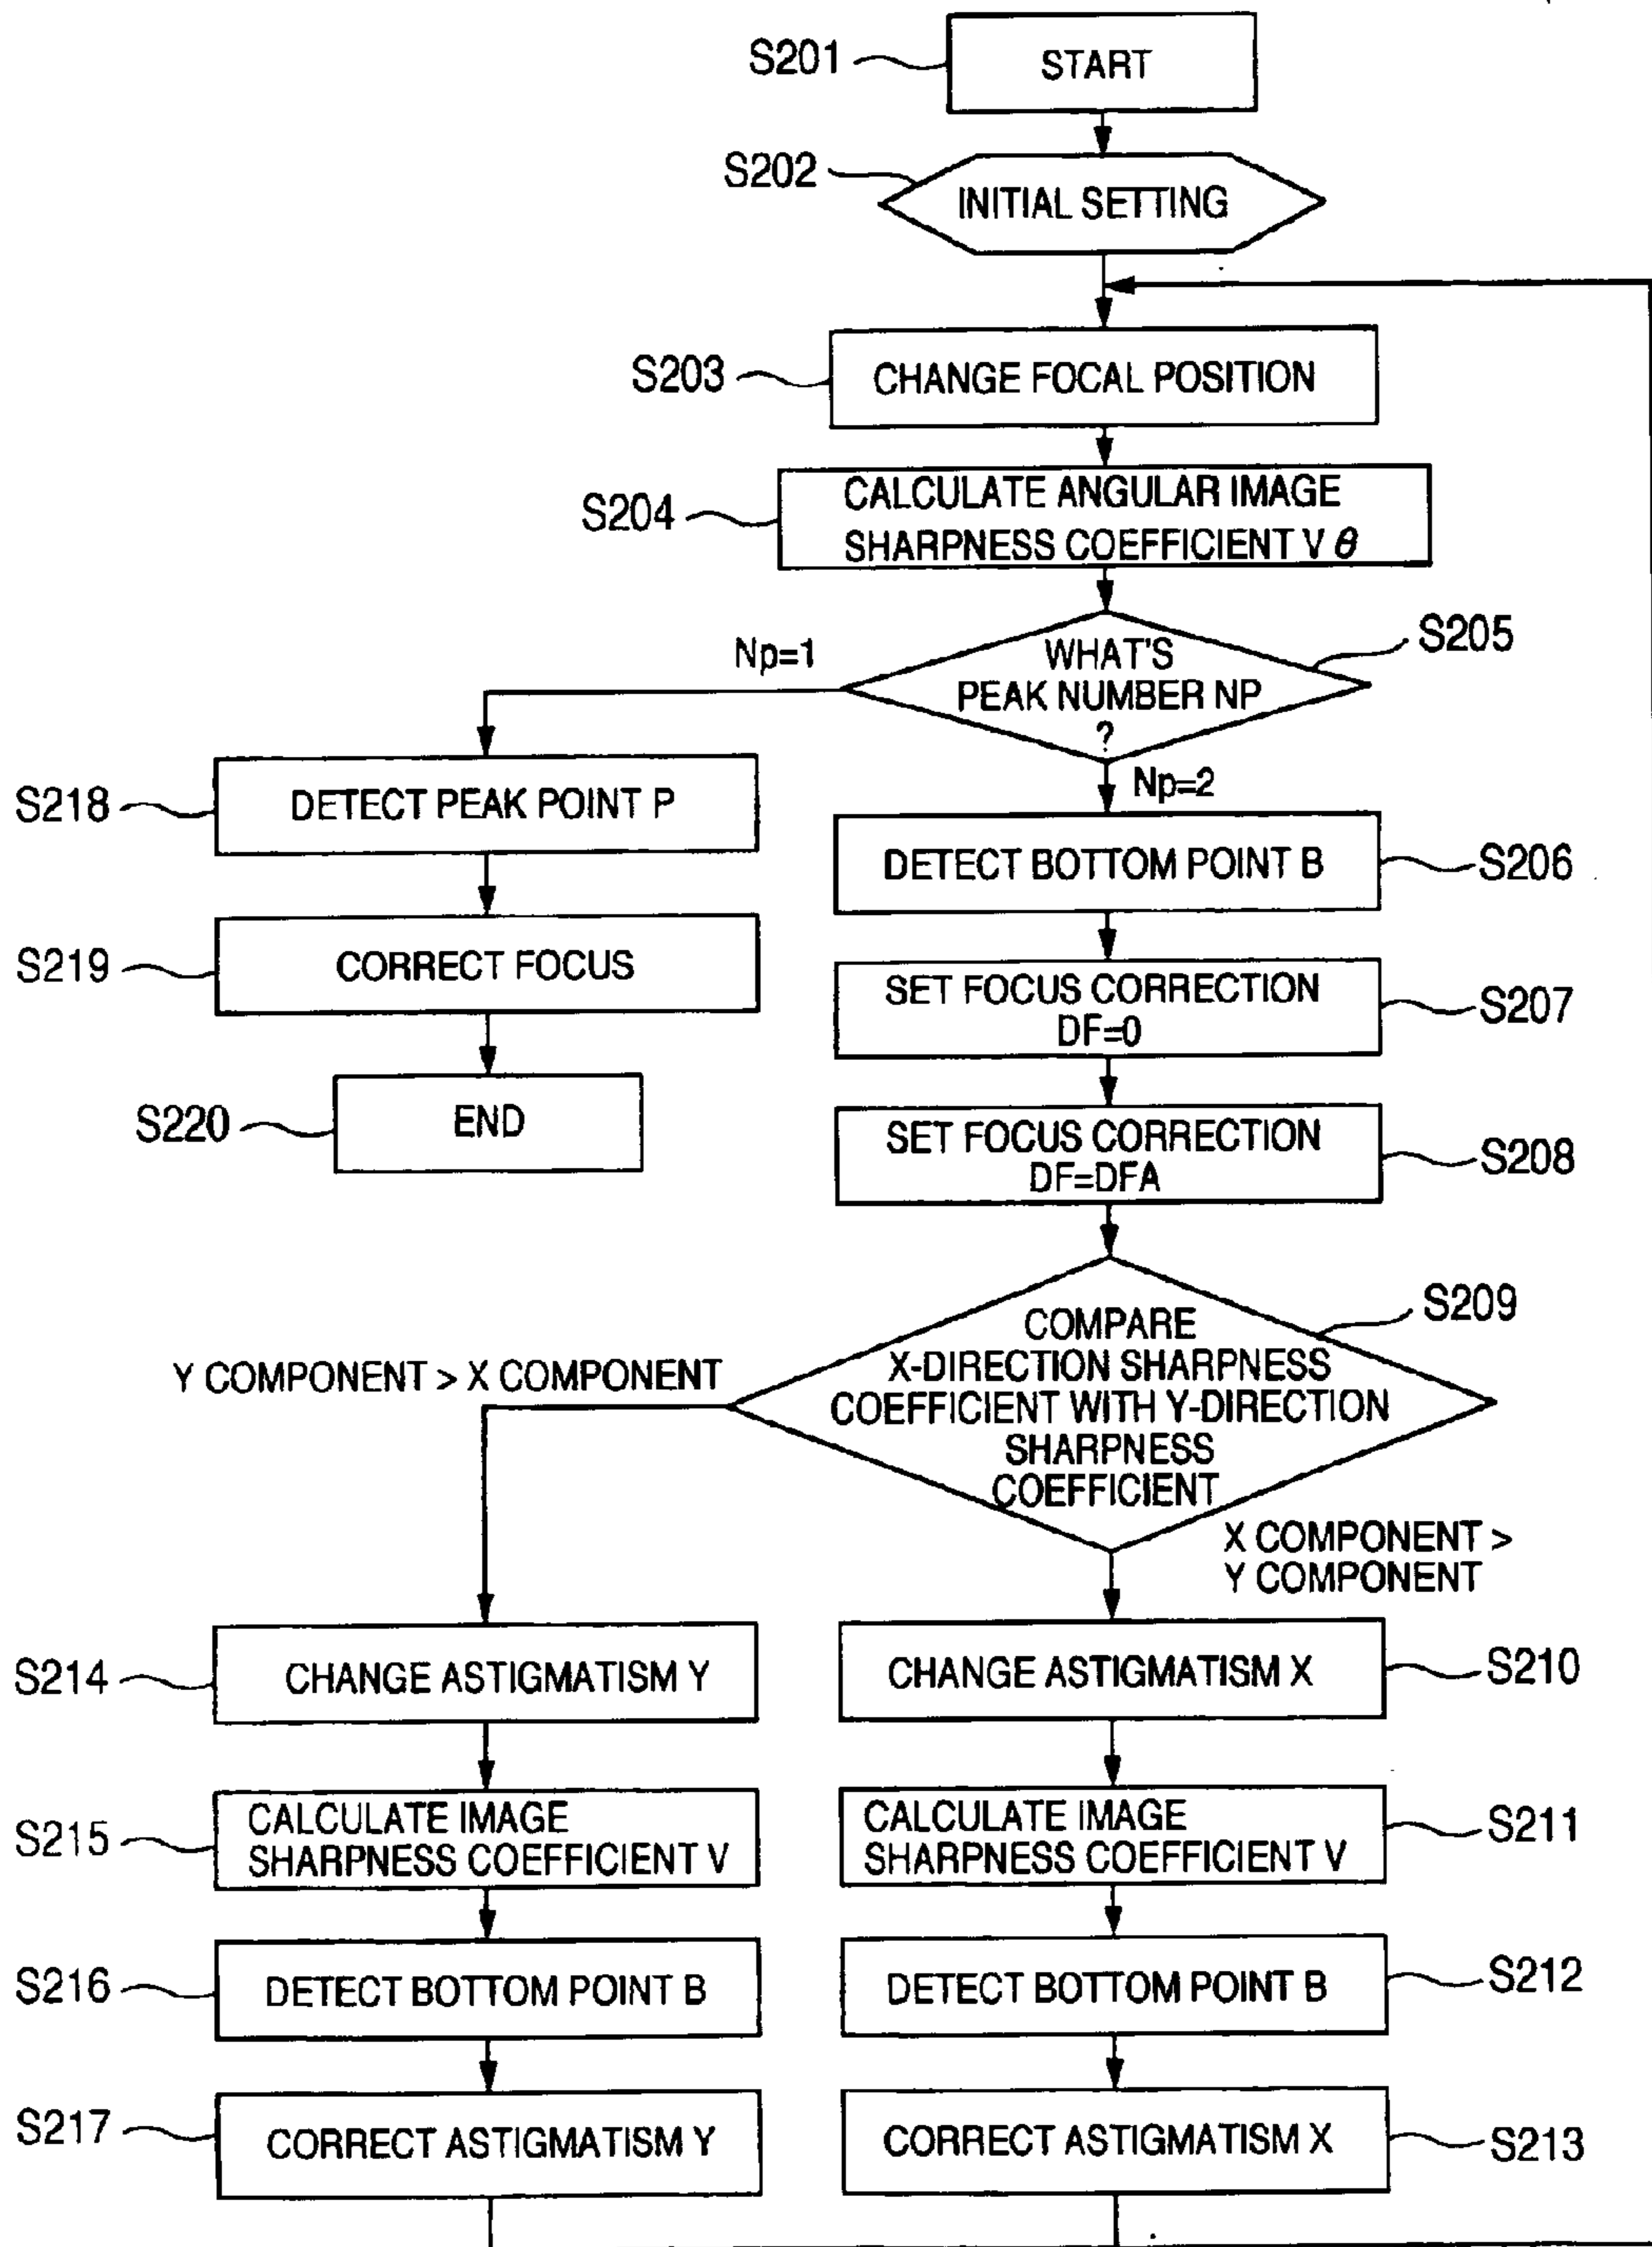 S201
START
S202
INITIAL SETTING
S203
CHANGE FOCAL POSITION
S204
CALCULATE ANGULAR IMAGE
SHARPNESS COEFFICIENT V θ
S205
WHAT'S
PEAK NUMBER NP
?
Np=1
Np=2
S218
DETECT PEAK POINT P
DETECT BOTTOM POINT B
S206
S219
CORRECT FOCUS
SET FOCUS CORRECTION
DF=0
S207
S220
END
SET FOCUS CORRECTION
DF=DFA
S208
S209
COMPARE
X-DIRECTION SHARPNESS
COEFFICIENT WITH Y-DIRECTION
SHARPNESS
COEFFICIENT
Y COMPONENT > X COMPONENT
X COMPONENT >
Y COMPONENT
S214
CHANGE ASTIGMATISM Y
CHANGE ASTIGMATISM X
S210
S215
CALCULATE IMAGE
SHARPNESS COEFFICIENT V
CALCULATE IMAGE
SHARPNESS COEFFICIENT V
S211
S216
DETECT BOTTOM POINT B
DETECT BOTTOM POINT B
S212
S217
CORRECT ASTIGMATISM Y
CORRECT ASTIGMATISM X
S213